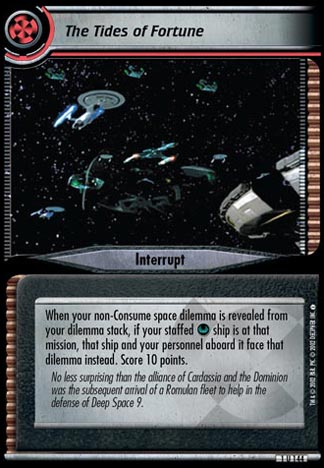 The Tides of Fortune
Interrupt
When your non-Consume space dilemma is revealed from
your dilemma stack, if your staffed ship is at that
mission, that ship and your personnel aboard it face that
dilemma instead. Score 10 points.
No less surprising than the alliance of Cardassia and the Dominion
was the subsequent arrival of a Romulan fleet to help in the
defense of Deep Space 9.
1 U 144